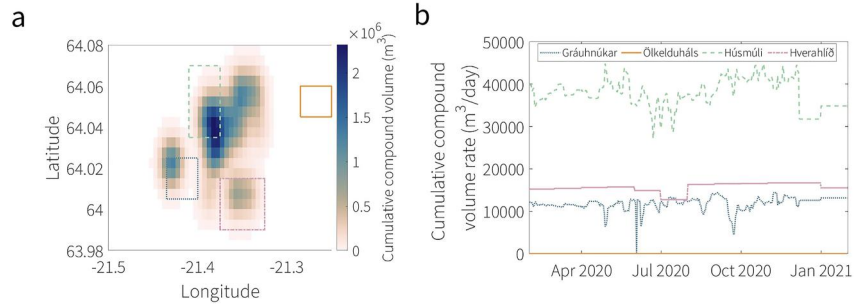 a
×10⁶
64.08
64.06
64.04
64.02
64
63.98
Latitude
-21.5
-21.4
-21.3
Longitude
2
1.5
1
0.5
0
Cumulative compound volume (m³)
b
50000
40000
30000
20000
10000
0
Cumulative compound
volume rate (m³/day)
Gráuhnúkar Ölkelduháls Húsmúli Hverahlíð
Apr 2020 Jul 2020 Oct 2020 Jan 2021